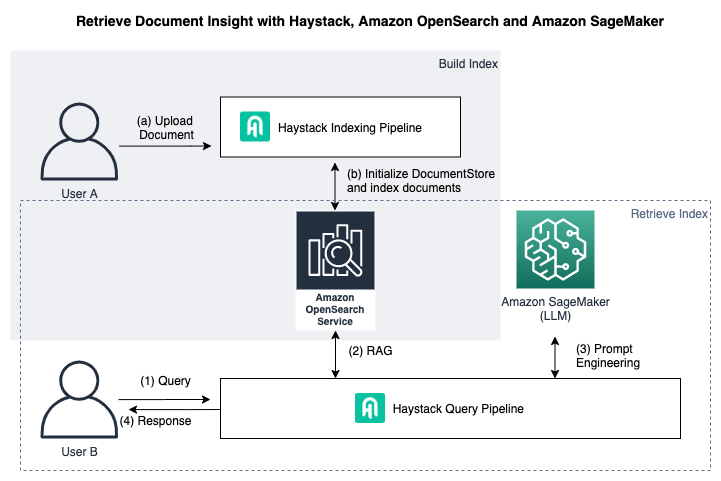 Retrieve Document Insight with Haystack, Amazon OpenSearch and Amazon SageMaker
Build Index
(a) Upload
Document
Haystack Indexing Pipeline
User A
(b) Initialize DocumentStore
and index documents
Retrieve Index
Amazon
OpenSearch
Service
Amazon SageMaker
(LLM)
(2) RAG
(3) Prompt
Engineering
(1) Query
(4) Response
Haystack Query Pipeline
User B